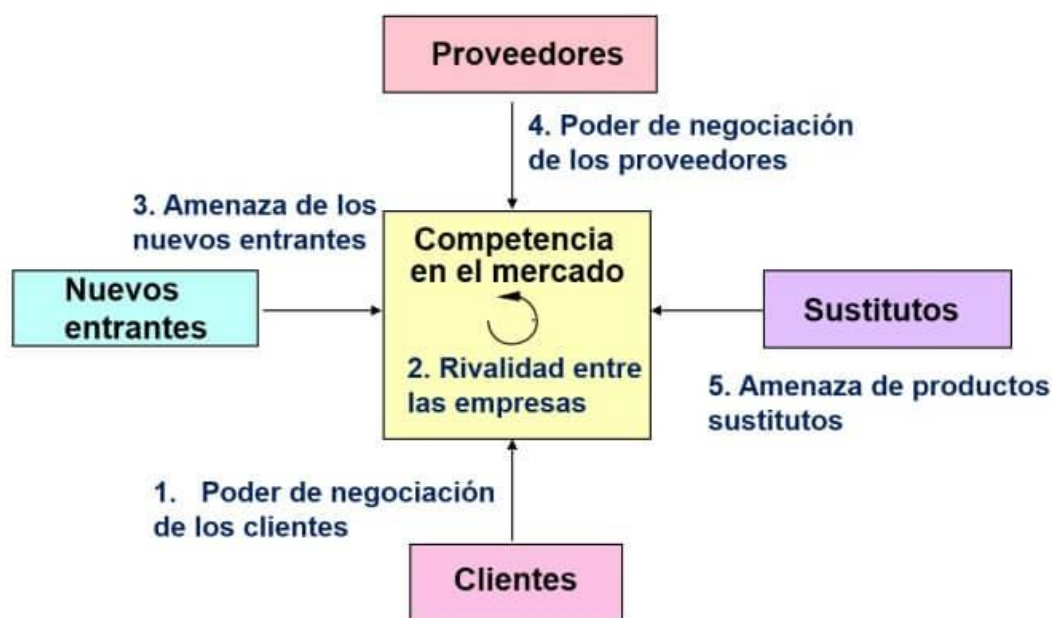 Proveedores
4. Poder de negociación
de los proveedores
3. Amenaza de los
nuevos entrantes
Competencia
en el mercado
Nuevos
entrantes
Sustitutos
2. Rivalidad entre
las empresas
5. Amenaza de productos
sustitutos
1. Poder de negociación
de los clientes
Clientes